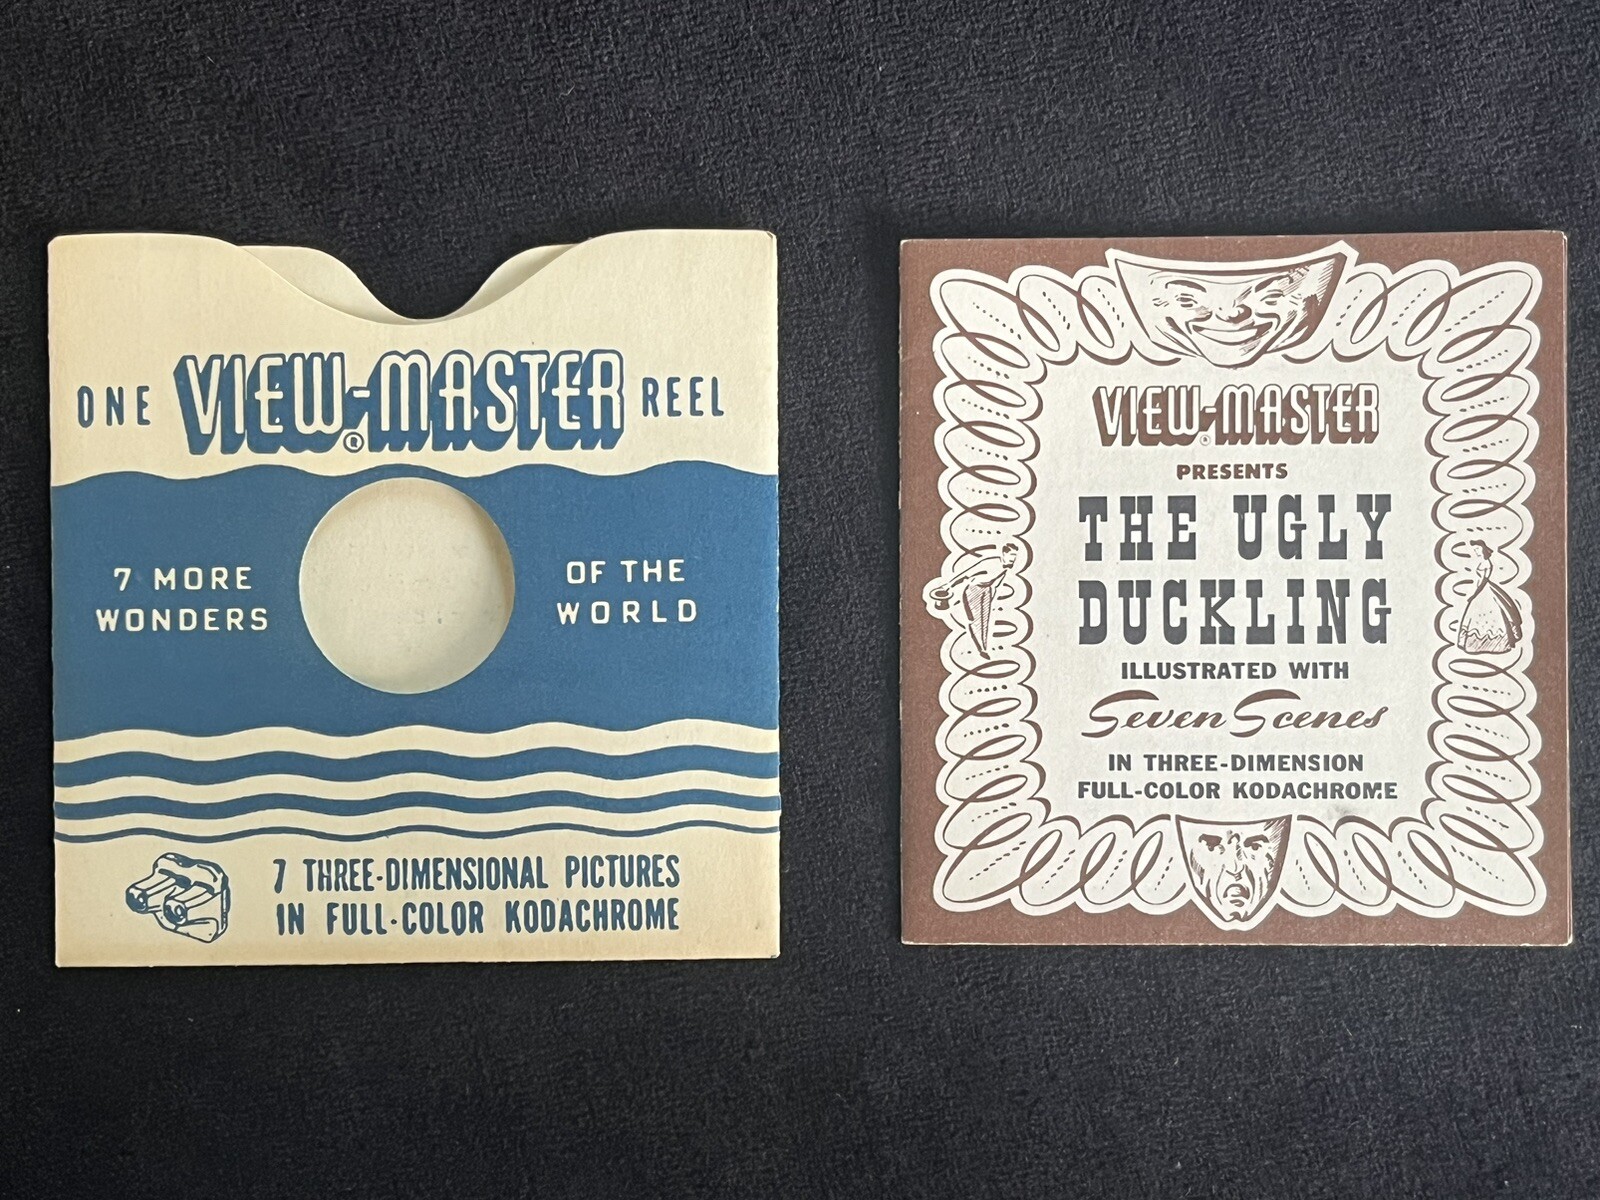 ONE VIEW-MASTER® REEL
7 MORE
WONDERS
OF THE
WORLD
7 THREE-DIMENSIONAL PICTURES
IN FULL-COLOR KODACHROME
VIEW-MASTER®
PRESENTS
THE UGLY
DUCKLING
ILLUSTRATED WITH
Seven Scenes
IN THREE-DIMENSION
FULL-COLOR KODACHROME